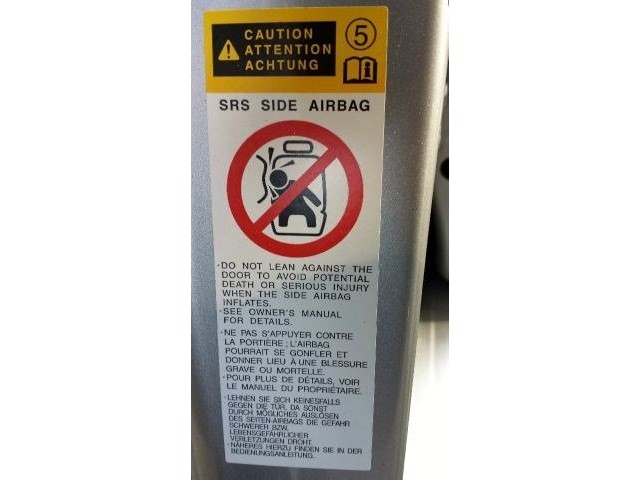 CAUTION
ATTENTION
ACHTUNG
5
SRS SIDE AIRBAG
·DO NOT LEAN AGAINST THE
DOOR TO AVOID POTENTIAL
DEATH OR SERIOUS INJURY
WHEN THE SIDE AIRBAG
INFLATES.
·SEE OWNER'S MANUAL
FOR DETAILS.
·NE PAS S'APPUYER CONTRE
LA PORTIÈRE ; L'AIRBAG
POURRAIT SE GONFLER ET
DONNER LIEU À UNE BLESSURE
GRAVE OU MORTELLE.
·POUR PLUS DE DÉTAILS, VOIR
LE MANUEL DU PROPRIÉTAIRE.
·LEHNEN SIE SICH KEINESFALLS
GEGEN DIE TÜR, DA SONST
DURCH MÖGLICHES AUSLÖSEN
DES SEITEN-AIRBAGS DIE GEFAHR
SCHWERER BZW.
LEBENSGEFÄHRLICHER
VERLETZUNGEN DROHT.
·NÄHERES HIERZU FINDEN SIE IN DER
BEDIENUNGSANLEITUNG.